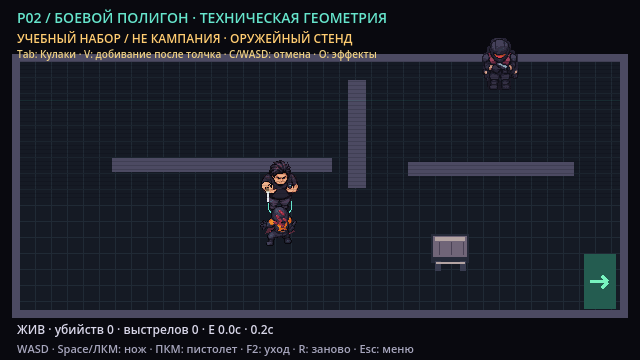 P02 / БОЕВОЙ ПОЛИГОН · ТЕХНИЧЕСКАЯ ГЕОМЕТРИЯ
УЧЕБНЫЙ НАБОР / НЕ КАМПАНИЯ · ОРУЖЕЙНЫЙ СТЕНД
Tab: Кулаки · V: добивание после толчка · C/WASD: отмена · O: эффекты
ЖИВ · убийств 0 · выстрелов 0 · E 0.0с · 0.2с
WASD · Space/ЛКМ: нож · ПКМ: пистолет · F2: уход · R: заново · Esc: меню